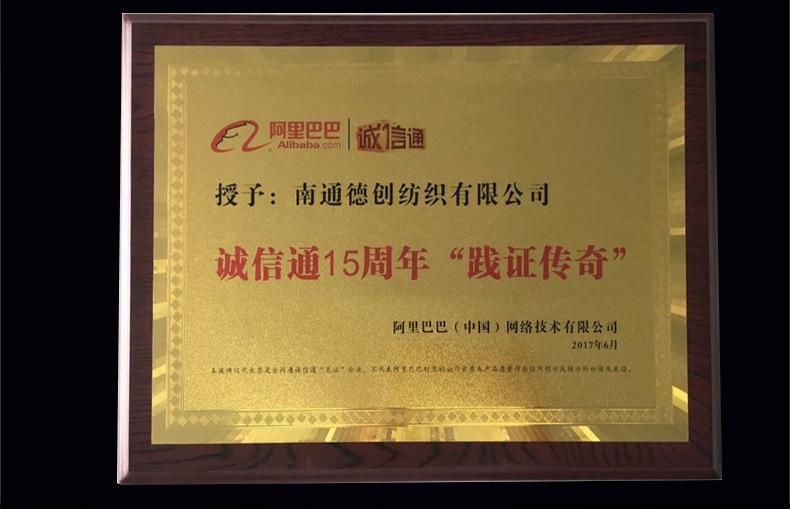 阿里巴巴 Alibaba.com 诚信通
授予：南通德创纺织有限公司
诚信通15周年“践证传奇”
阿里巴巴（中国）网络技术有限公司
2017年6月